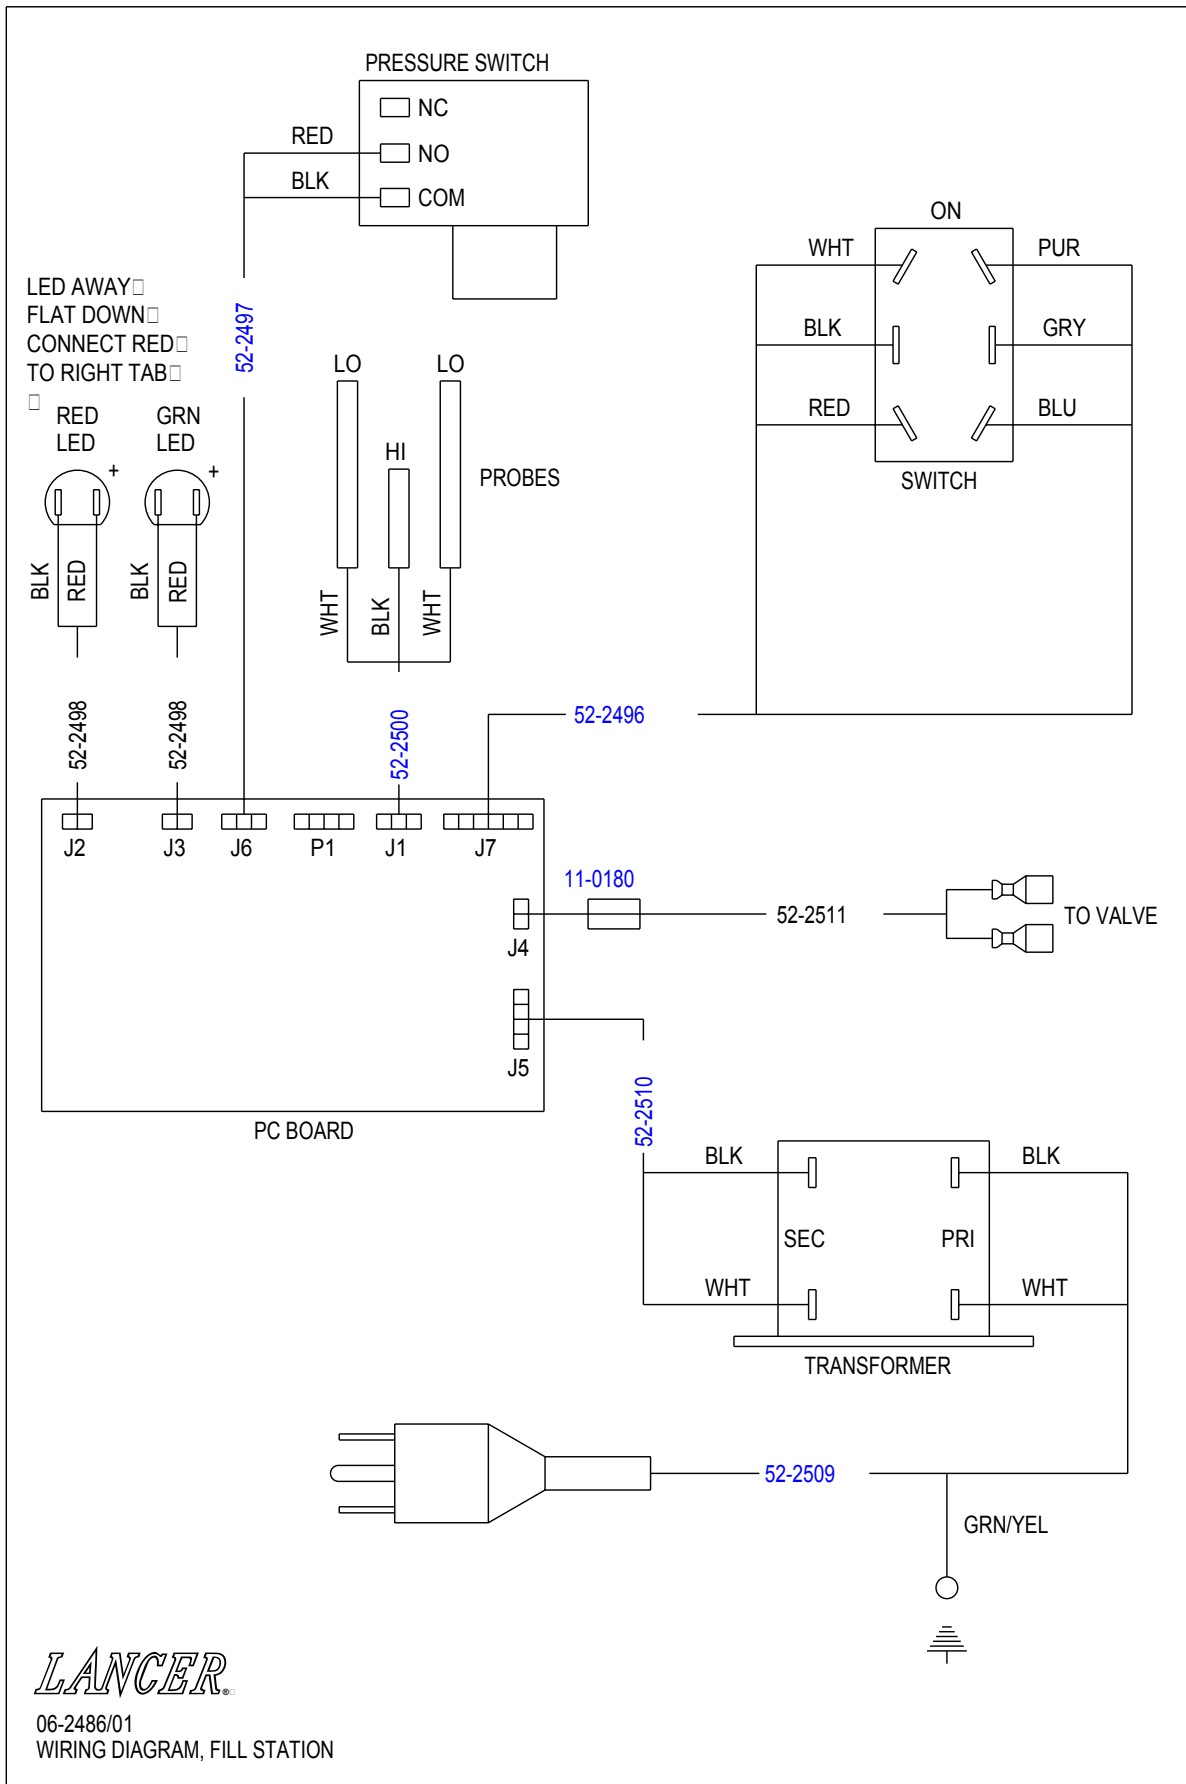 PRESSURE SWITCH
NC
RED
NO
BLK
COM
ON
WHT
PUR
BLK
GRY
RED
BLU
SWITCH
LED AWAY
FLAT DOWN
CONNECT RED
TO RIGHT TAB
52-2497
LO
LO
HI
PROBES
RED
LED
GRN
LED
+
+
BLK
RED
BLK
RED
WHT
BLK
WHT
52-2498
52-2498
52-2500
52-2496
J2
J3
J6
P1
J1
J7
11-0180
J4
52-2511
TO VALVE
J5
PC BOARD
52-2510
BLK
BLK
SEC
PRI
WHT
WHT
TRANSFORMER
52-2509
GRN/YEL
LANCER®
06-2486/01
WIRING DIAGRAM, FILL STATION